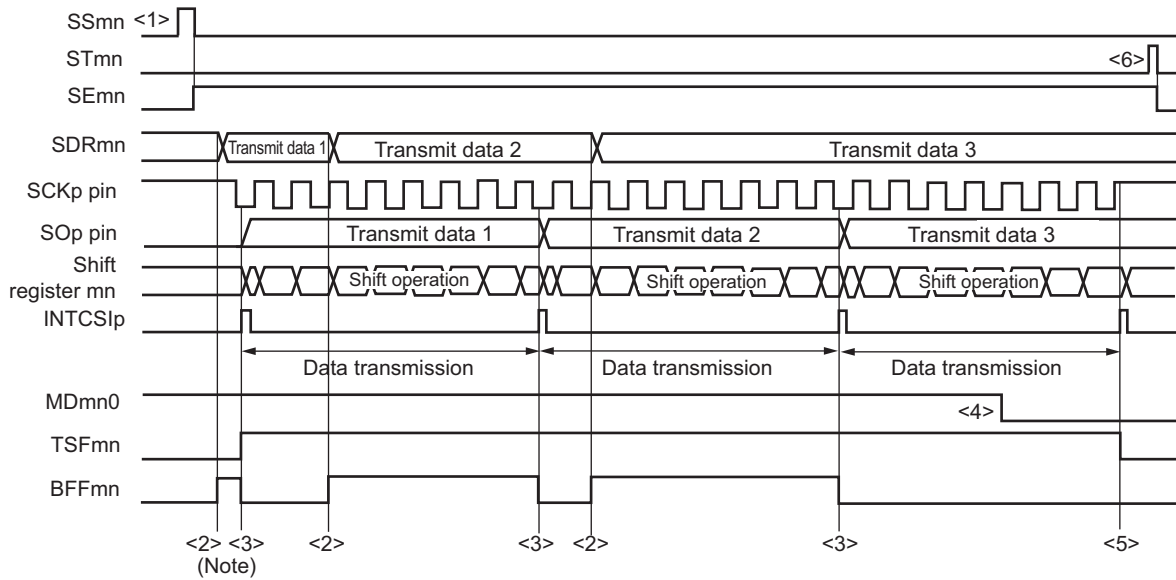 SSmn <1>
STmn <6>
SEmn
SDRmn Transmit data 1 Transmit data 2 Transmit data 3
SCKp pin
SOp pin Transmit data 1 Transmit data 2 Transmit data 3
Shift
register mn Shift operation Shift operation Shift operation
INTCSIp
Data transmission Data transmission Data transmission
MDmn0 <4>
TSFmn
BFFmn
<2> <3> <2> <3> <2> <3> <5>
(Note)